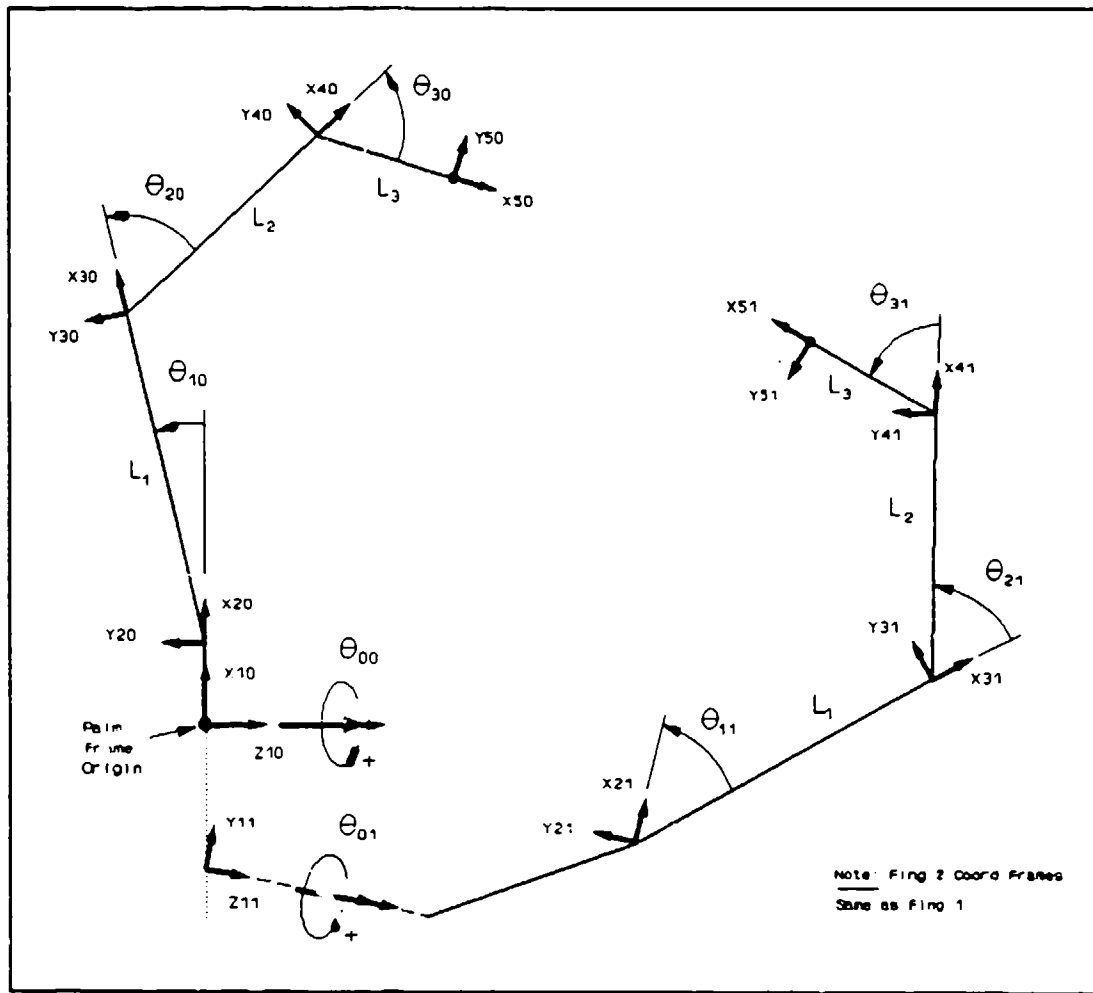 X40
θ30
Y40
Y50
θ20
L3
X50
L2
X30
Y30
θ31
X51
θ10
X41
Y51
L3
Y41
L1
L2
θ21
X20
Y20
θ00
Y31
X10
X31
L1
θ11
Palm
Frame
Origin
Z10
+
X21
Y11
θ01
Y21
Z11
+
Note: Fing 2 Coord Frames
Same as Fing 1